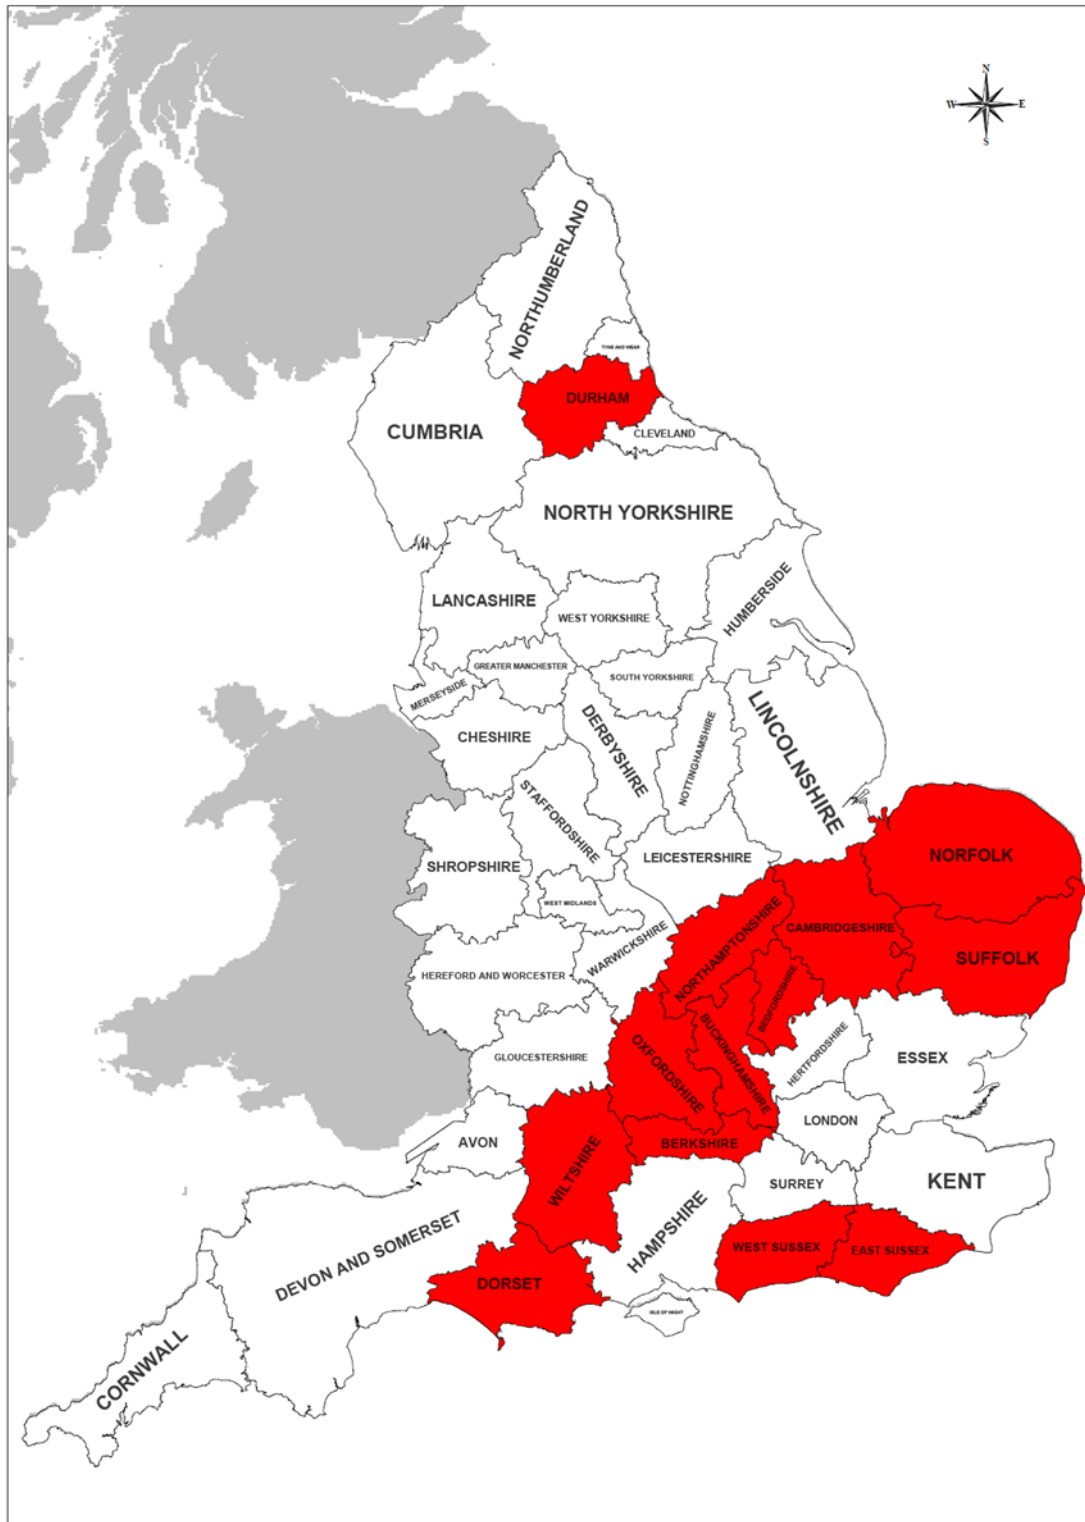 N
W E
S
NORTHUMBERLAND
TYNE AND WEAR
DURHAM
CUMBRIA
CLEVELAND
NORTH YORKSHIRE
HUMBERSIDE
LANCASHIRE
WEST YORKSHIRE
GREATER MANCHESTER
SOUTH YORKSHIRE
MERSEYSIDE
CHESHIRE
DERBYSHIRE
NOTTINGHAMSHIRE
LINCOLNSHIRE
STAFFORDSHIRE
SHROPSHIRE
LEICESTERSHIRE
NORFOLK
WEST MIDLANDS
WARWICKSHIRE
NORTHAMPTONSHIRE
CAMBRIDGESHIRE
SUFFOLK
HEREFORD AND WORCESTER
BEDFORDSHIRE
GLOUCESTERSHIRE
OXFORDSHIRE
BUCKINGHAMSHIRE
HERTFORDSHIRE
ESSEX
AVON
WILTSHIRE
BERKSHIRE
LONDON
SURREY
KENT
DEVON AND SOMERSET
HAMPSHIRE
WEST SUSSEX
EAST SUSSEX
DORSET
ISLE OF WIGHT
CORNWALL